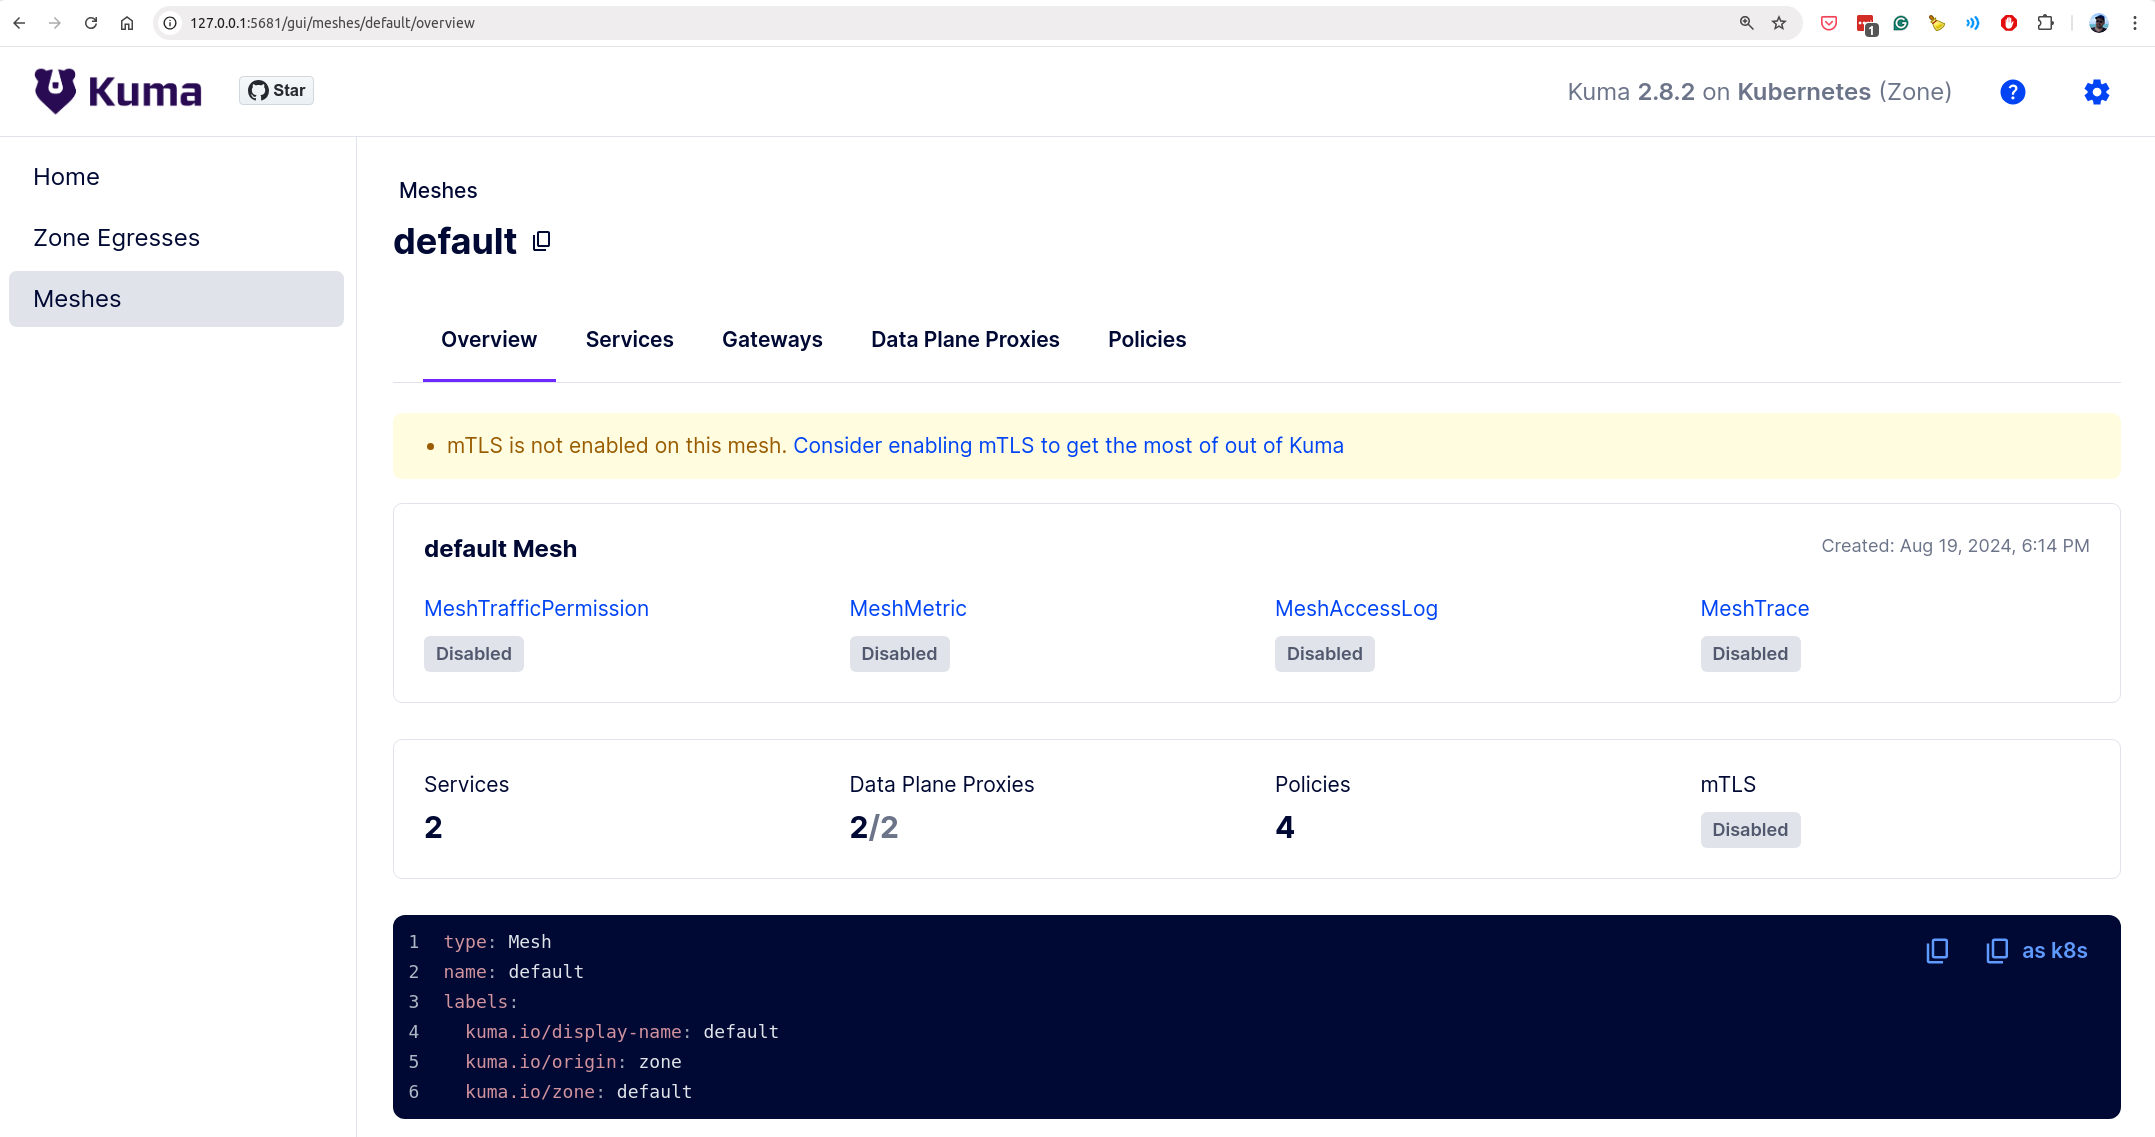 127.0.0.1:5681/gui/meshes/default/overview
1
Kuma
Star
Kuma 2.8.2 on Kubernetes (Zone)
?
Home
Zone Egresses
Meshes
Meshes
default
Overview Services Gateways Data Plane Proxies Policies
• mTLS is not enabled on this mesh. Consider enabling mTLS to get the most of out of Kuma
default Mesh
Created: Aug 19, 2024, 6:14 PM
MeshTrafficPermission MeshMetric MeshAccessLog MeshTrace
Disabled Disabled Disabled Disabled
Services Data Plane Proxies Policies mTLS
2 2/2 4 Disabled
as k8s
1 type: Mesh
2 name: default
3 labels:
4 kuma.io/display-name: default
5 kuma.io/origin: zone
6 kuma.io/zone: default